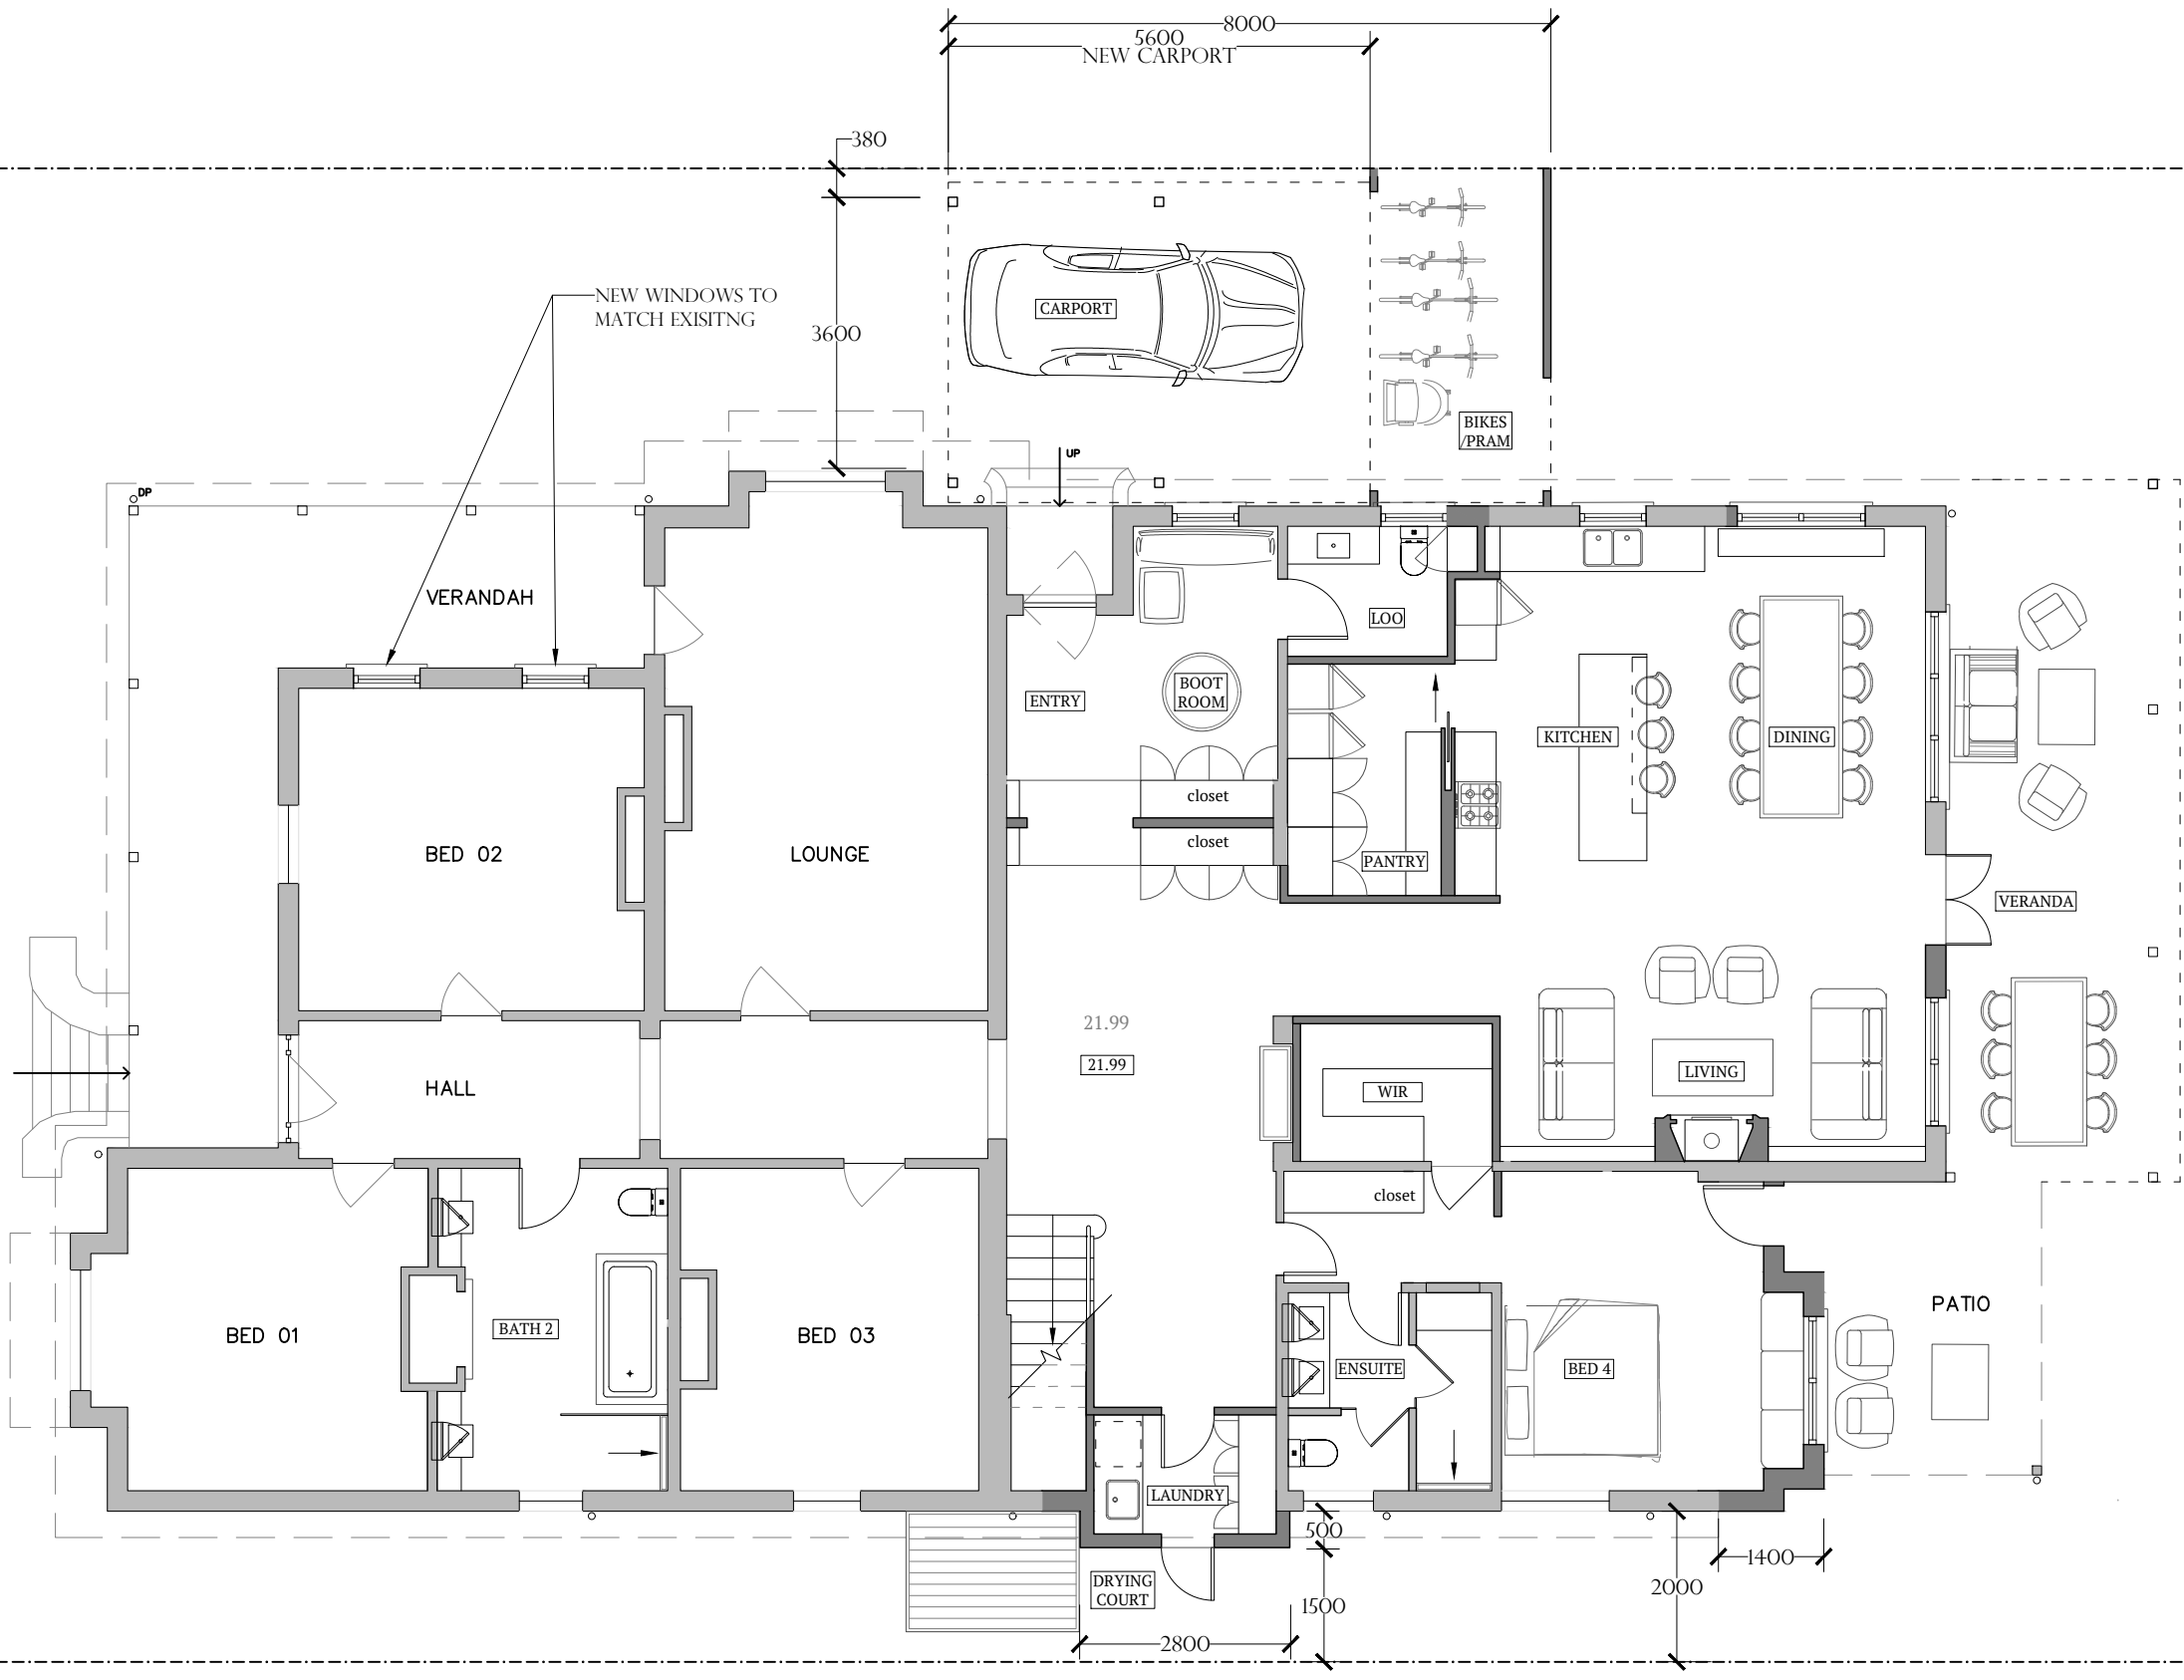 8000
5600
NEW CARPORT
380
NEW WINDOWS TO
MATCH EXISITNG
3600
CARPORT
BIKES
/PRAM
UP
DP
VERANDAH
LOO
ENTRY
BOOT
ROOM
KITCHEN
DINING
closet
closet
BED 02
LOUNGE
PANTRY
VERANDA
21.99
21.99
HALL
WIR
LIVING
closet
BED 01
BATH 2
BED 03
ENSUITE
BED 4
PATIO
LAUNDRY
500
1400
DRYING
COURT
1500
2000
2800